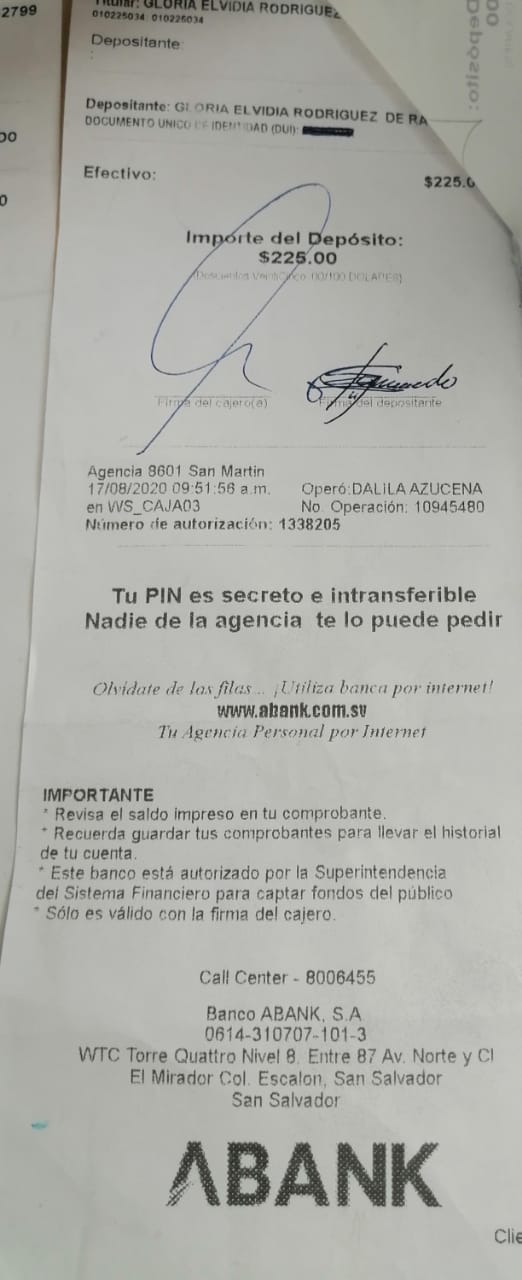 2799
Titular: GLORIA ELVIDIA RODRIGUEZ
010225034: 010225034
Depositante:
:
Depositante: GLORIA ELVIDIA RODRIGUEZ DE RA
DOCUMENTO UNICO DE IDENTIDAD (DUI):
Efectivo: $225.0
Importe del Depósito:
$225.00
(Doscientos Veinticinco 00/100 DOLARES)
Firma del cajero(a) Firma del depositante
Agencia 8601 San Martin
17/08/2020 09:51:56 a.m. Operó:DALILA AZUCENA
en WS_CAJA03 No. Operación: 10945480
Número de autorización: 1338205
Tu PIN es secreto e intransferible
Nadie de la agencia te lo puede pedir
Olvídate de las filas... ¡Utiliza banca por internet!
www.abank.com.sv
Tu Agencia Personal por Internet
IMPORTANTE
* Revisa el saldo impreso en tu comprobante.
* Recuerda guardar tus comprobantes para llevar el historial
de tu cuenta.
* Este banco está autorizado por la Superintendencia
del Sistema Financiero para captar fondos del público
* Sólo es válido con la firma del cajero.
Call Center - 8006455
Banco ABANK, S.A
0614-310707-101-3
WTC Torre Quattro Nivel 8, Entre 87 Av. Norte y Cl
El Mirador Col. Escalon, San Salvador
San Salvador
ABANK
Clie
00
Depósito: